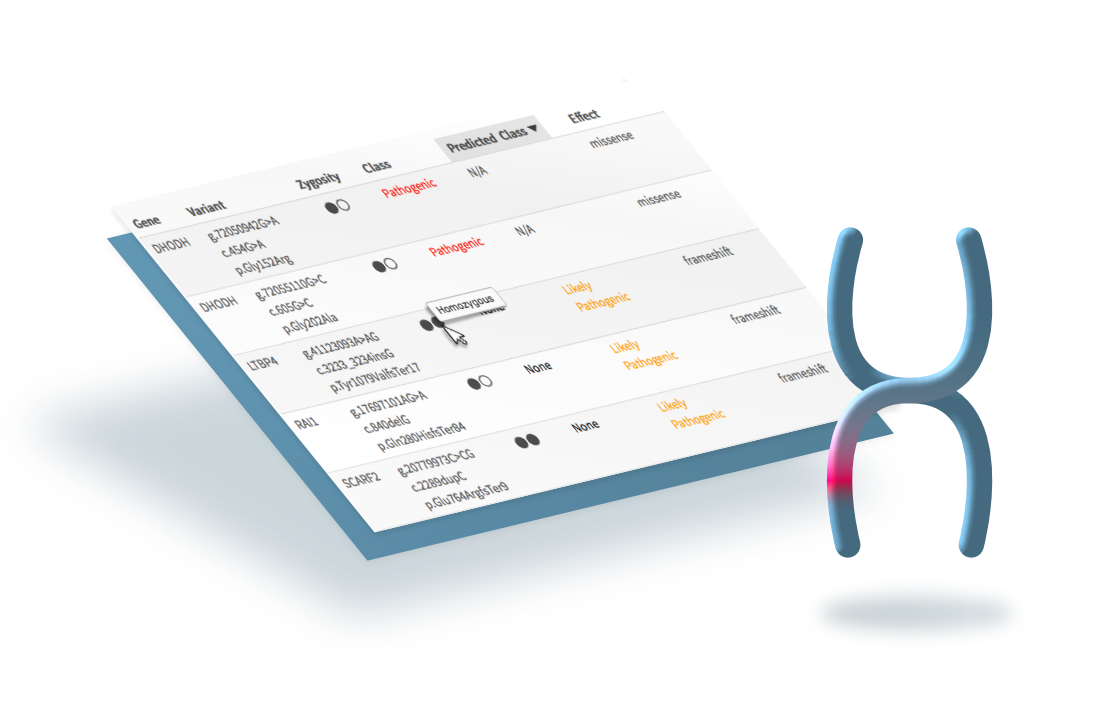 Gene Variant Zygosity Class Predicted Class▼ Effect
DHODH g.72050942G>A Pathogenic N/A missense
c.454G>A
p.Gly152Arg
DHODH g.72055110G>C Pathogenic N/A missense
c.605G>C
p.Gly202Ala
Homozygous
LTBP4 g.41123093A>AG None Likely frameshift
c.3233_3234insG Pathogenic
p.Tyr1079ValfsTer17
RAI1 g.17697101AG>A None Likely frameshift
c.840delG Pathogenic
p.Gln280HisfsTer84
SCARF2 g.20779973C>CG None Likely frameshift
c.2289dupC Pathogenic
p.Glu764ArgfsTer9